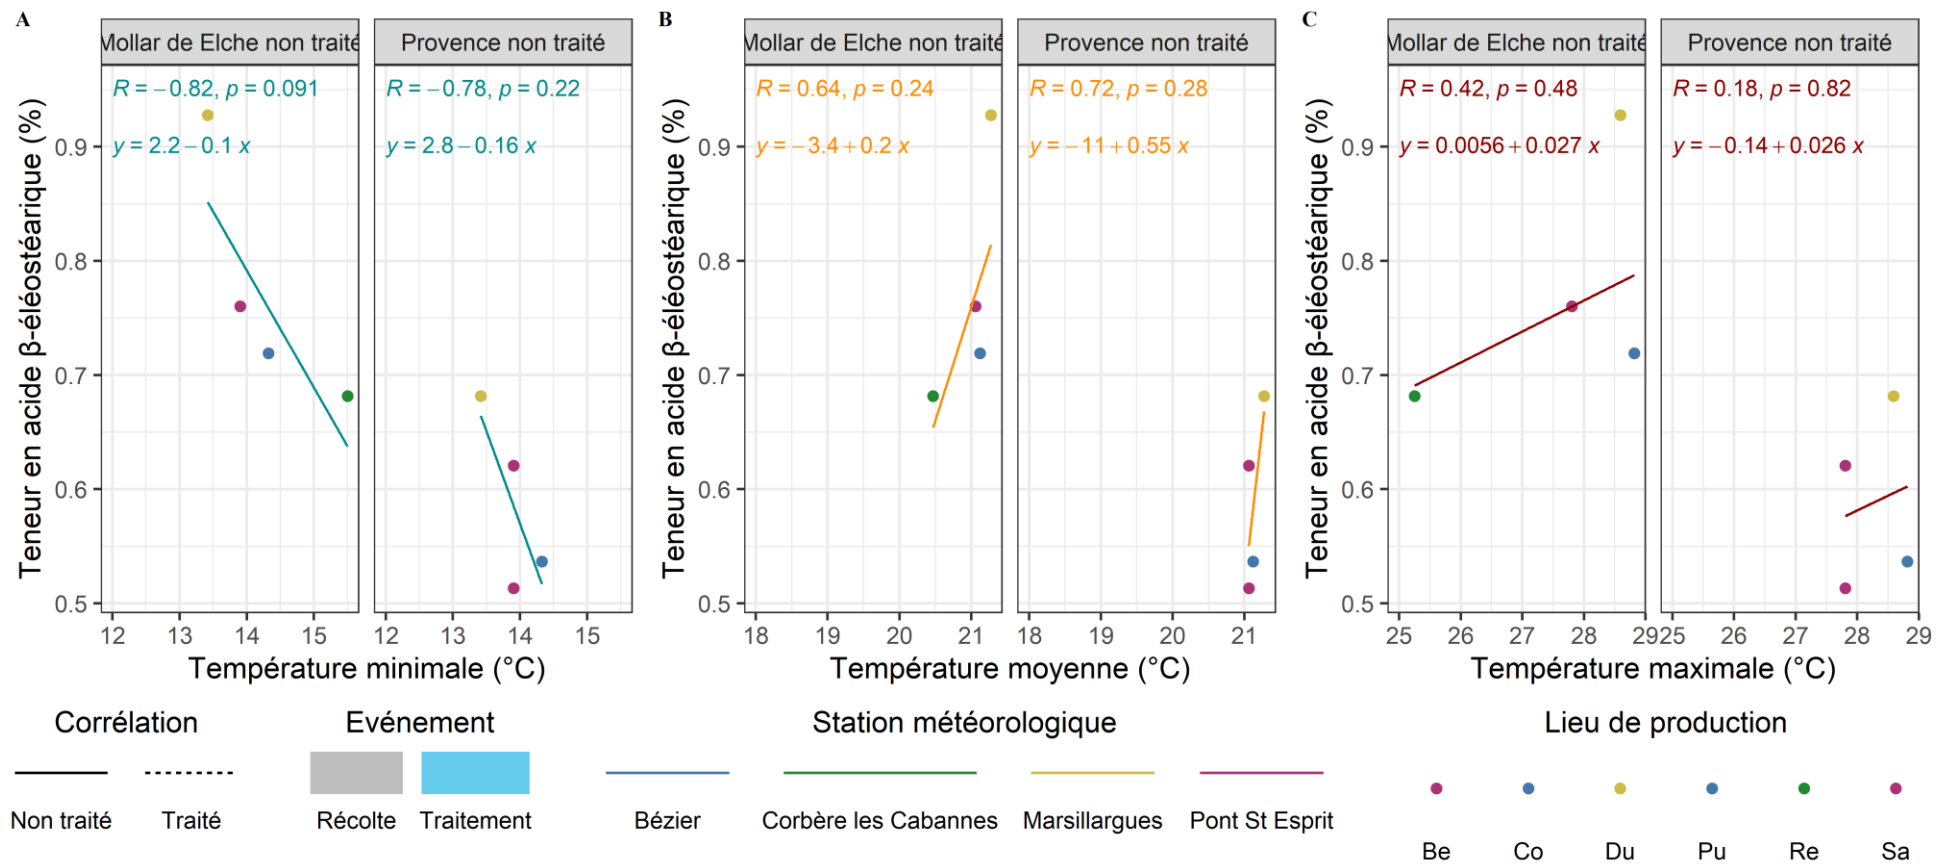 A
B
C
Mollar de Elche non traité
Provence non traité
Mollar de Elche non traité
Provence non traité
Mollar de Elche non traité
Provence non traité
R = −0.82, p = 0.091
y = 2.2 − 0.1 x
R = −0.78, p = 0.22
y = 2.8 − 0.16 x
R = 0.64, p = 0.24
y = −3.4 + 0.2 x
R = 0.72, p = 0.28
y = −11 + 0.55 x
R = 0.42, p = 0.48
y = 0.0056 + 0.027 x
R = 0.18, p = 0.82
y = −0.14 + 0.026 x
Teneur en acide β-éléostéarique (%)
0.9
0.8
0.7
0.6
0.5
12 13 14 15
12 13 14 15
Température minimale (°C)
Teneur en acide β-éléostéarique (%)
0.9
0.8
0.7
0.6
0.5
18 19 20 21
18 19 20 21
Température moyenne (°C)
Teneur en acide β-éléostéarique (%)
0.9
0.8
0.7
0.6
0.5
25 26 27 28 29
25 26 27 28 29
Température maximale (°C)
Corrélation
Non traité
Traité
Evénement
Récolte
Traitement
Station météorologique
Bézier
Corbère les Cabannes
Marsillargues
Pont St Esprit
Lieu de production
Be
Co
Du
Pu
Re
Sa